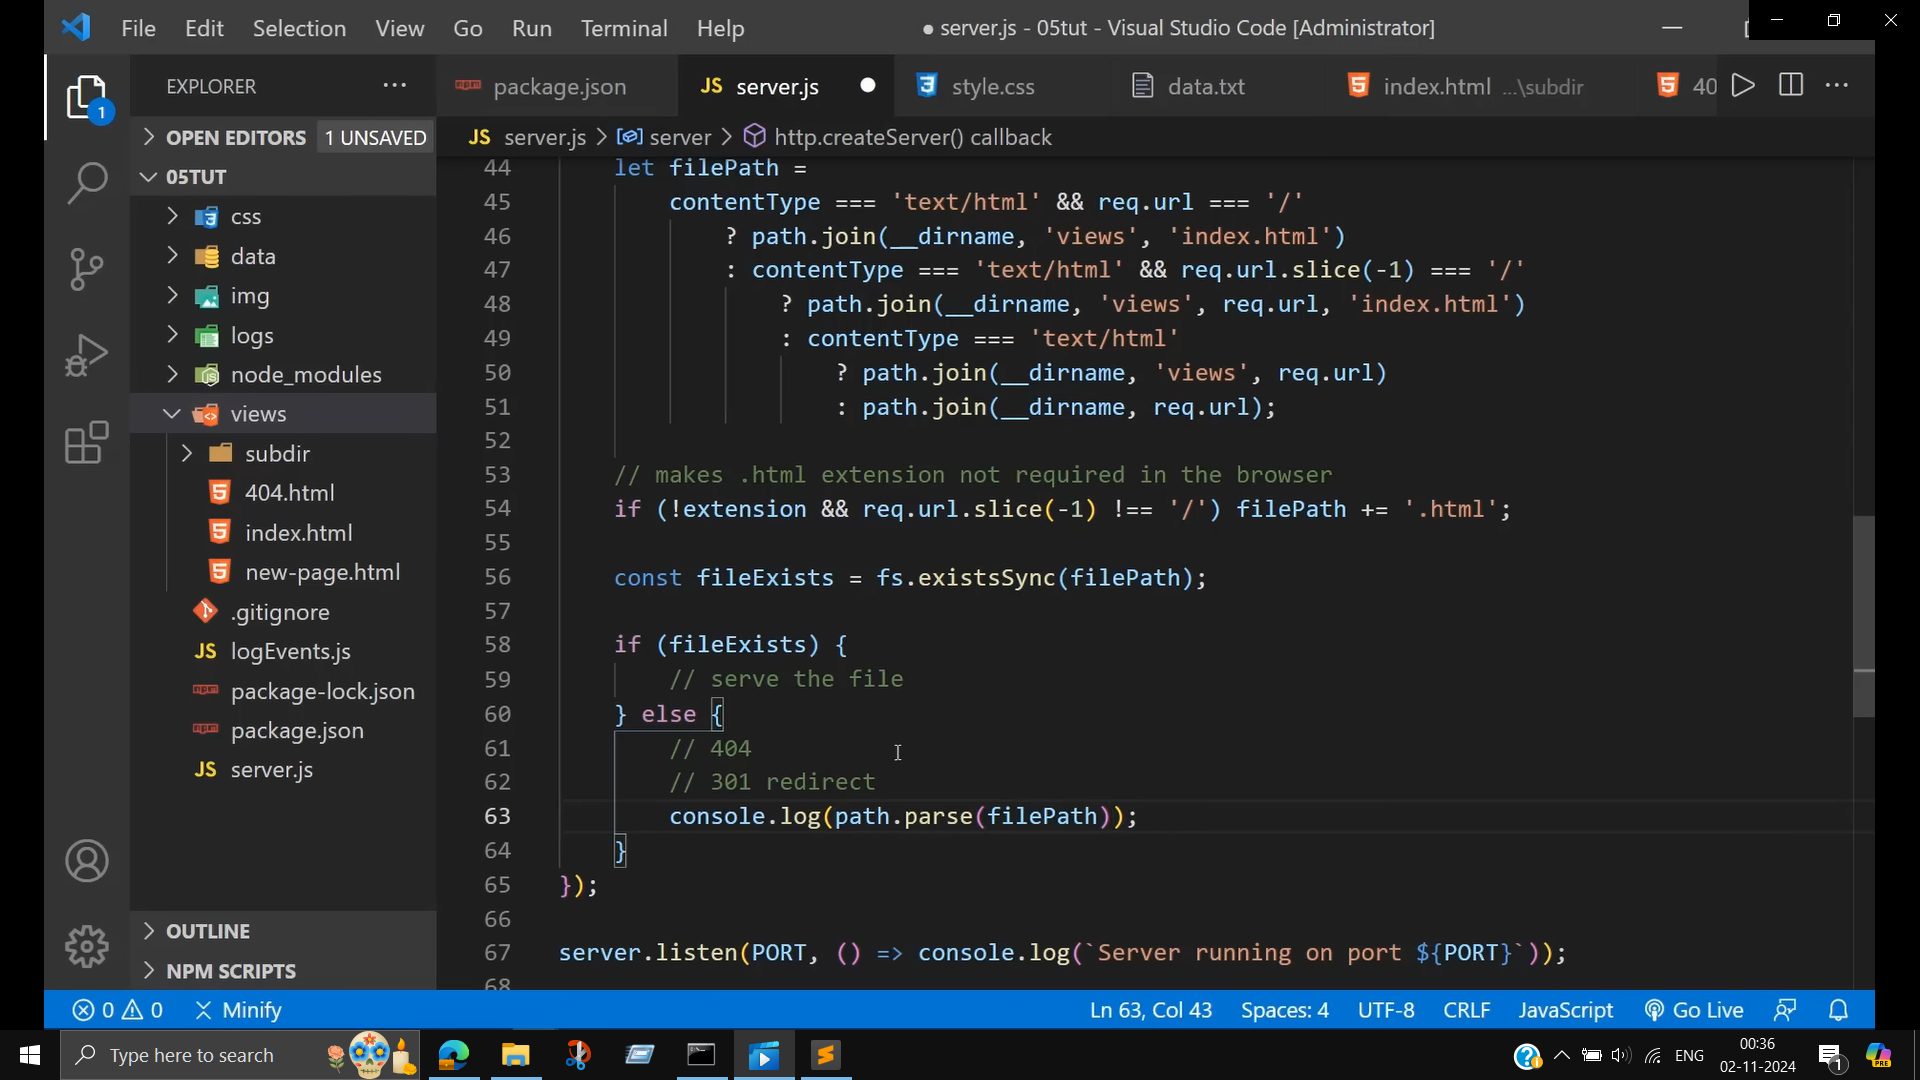 File Edit Selection View Go Run Terminal Help ● server.js - 05tut - Visual Studio Code [Administrator]
EXPLORER ···
package.json
JS server.js ●
style.css
data.txt
index.html ...\subdir
40
OPEN EDITORS 1 UNSAVED
JS server.js > server > http.createServer() callback
05TUT
css
data
img
logs
node_modules
views
subdir
404.html
index.html
new-page.html
.gitignore
JS logEvents.js
package-lock.json
package.json
JS server.js
OUTLINE
NPM SCRIPTS
1
44 let filePath =
45 contentType === 'text/html' && req.url === '/'
46 ? path.join(__dirname, 'views', 'index.html')
47 : contentType === 'text/html' && req.url.slice(-1) === '/'
48 ? path.join(__dirname, 'views', req.url, 'index.html')
49 : contentType === 'text/html'
50 ? path.join(__dirname, 'views', req.url)
51 : path.join(__dirname, req.url);
52
53 // makes .html extension not required in the browser
54 if (!extension && req.url.slice(-1) !== '/') filePath += '.html';
55
56 const fileExists = fs.existsSync(filePath);
57
58 if (fileExists) {
59 // serve the file
60 } else {
61 // 404
62 // 301 redirect
63 console.log(path.parse(filePath));
64 }
65 });
66
67 server.listen(PORT, () => console.log(`Server running on port ${PORT}`));
68
0 0 Minify Ln 63, Col 43 Spaces: 4 UTF-8 CRLF JavaScript Go Live
Type here to search
ENG
00:36
02-11-2024
1
PRE